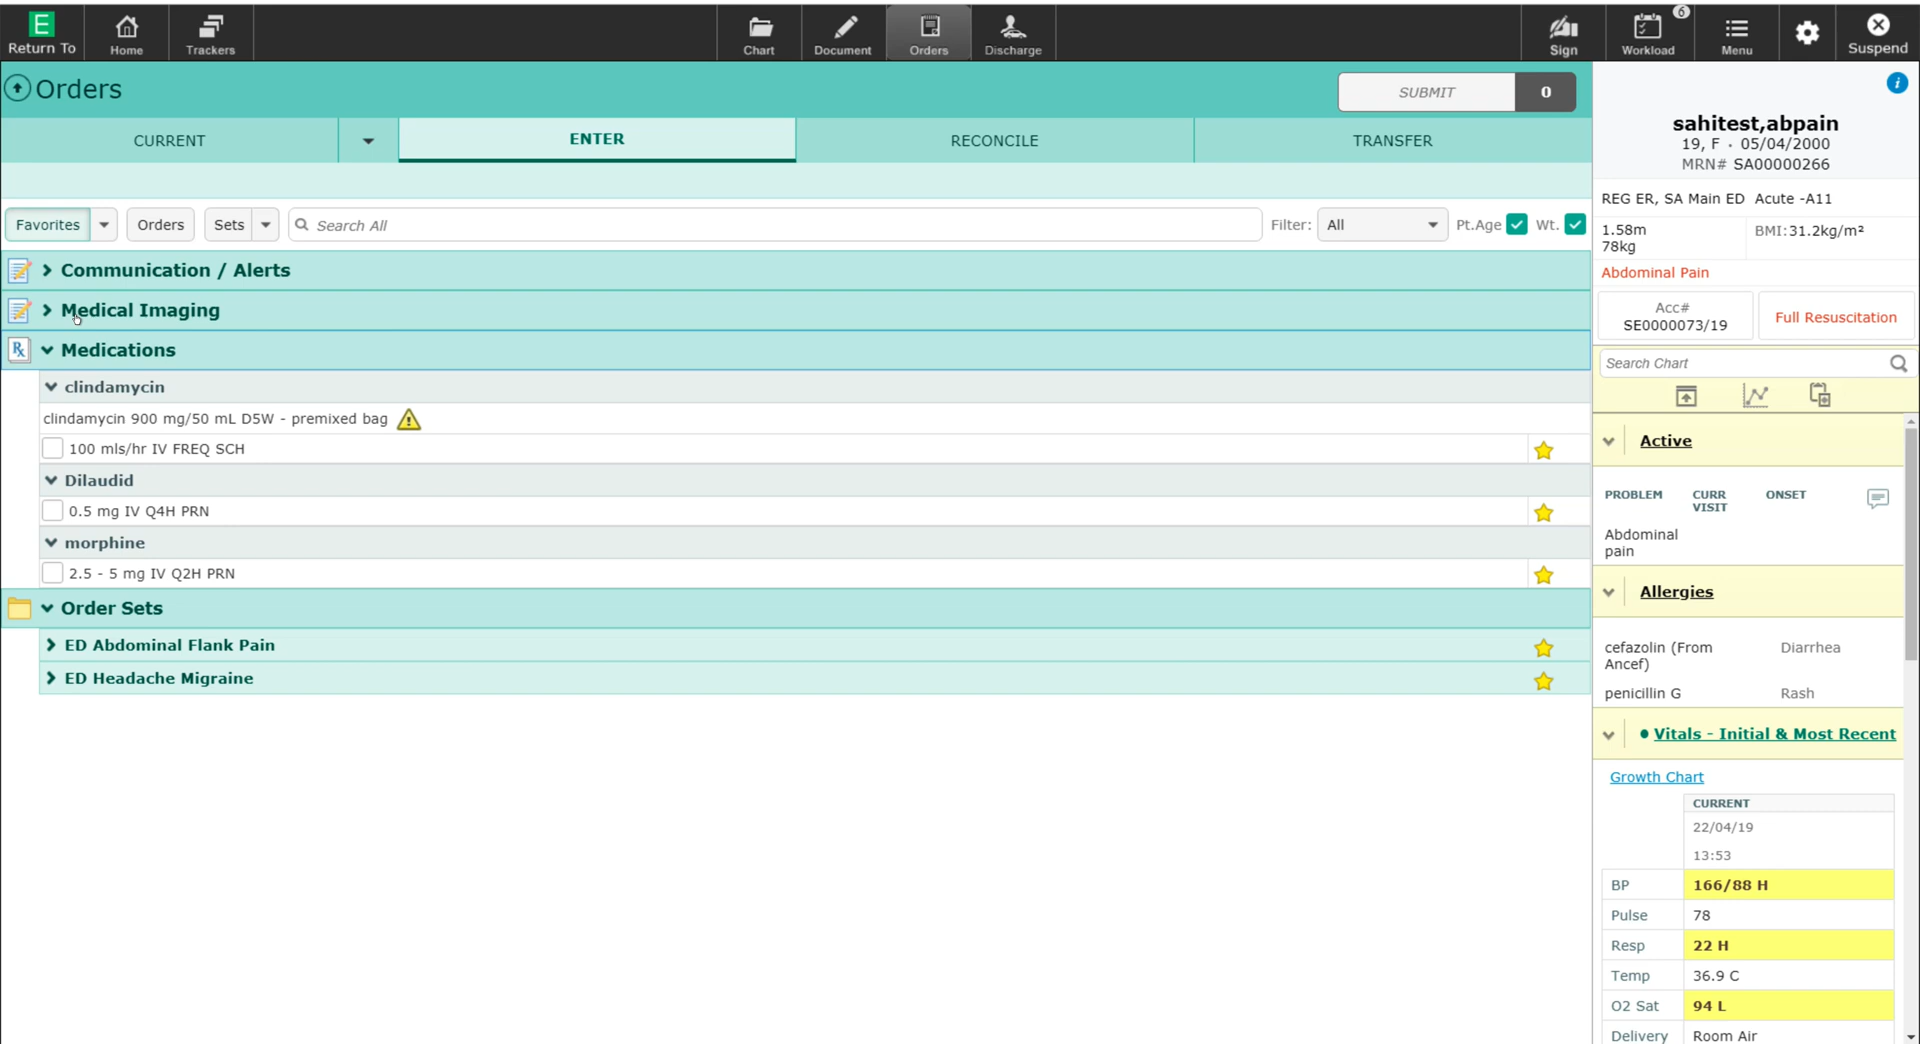 E
Return To
Home
Trackers
Chart
Document
Orders
Discharge
Sign
6
Workload
Menu
Suspend
Orders
SUBMIT 0
CURRENT
ENTER
RECONCILE
TRANSFER
Favorites
Orders
Sets
Search All
Filter: All
Pt.Age
Wt.
Communication / Alerts
Medical Imaging
Rx Medications
clindamycin
clindamycin 900 mg/50 mL D5W - premixed bag
100 mls/hr IV FREQ SCH
Dilaudid
0.5 mg IV Q4H PRN
morphine
2.5 - 5 mg IV Q2H PRN
Order Sets
ED Abdominal Flank Pain
ED Headache Migraine
i
sahitest,abpain
19, F · 05/04/2000
MRN# SA00000266
REG ER, SA Main ED Acute -A11
1.58m
78kg
BMI:31.2kg/m²
Abdominal Pain
Acc#
SE0000073/19
Full Resuscitation
Search Chart
Active
PROBLEM CURR VISIT ONSET
Abdominal
pain
Allergies
cefazolin (From Diarrhea
Ancef)
penicillin G Rash
Vitals - Initial & Most Recent
Growth Chart
CURRENT
22/04/19
13:53
BP 166/88 H
Pulse 78
Resp 22 H
Temp 36.9 C
O2 Sat 94 L
Delivery Room Air